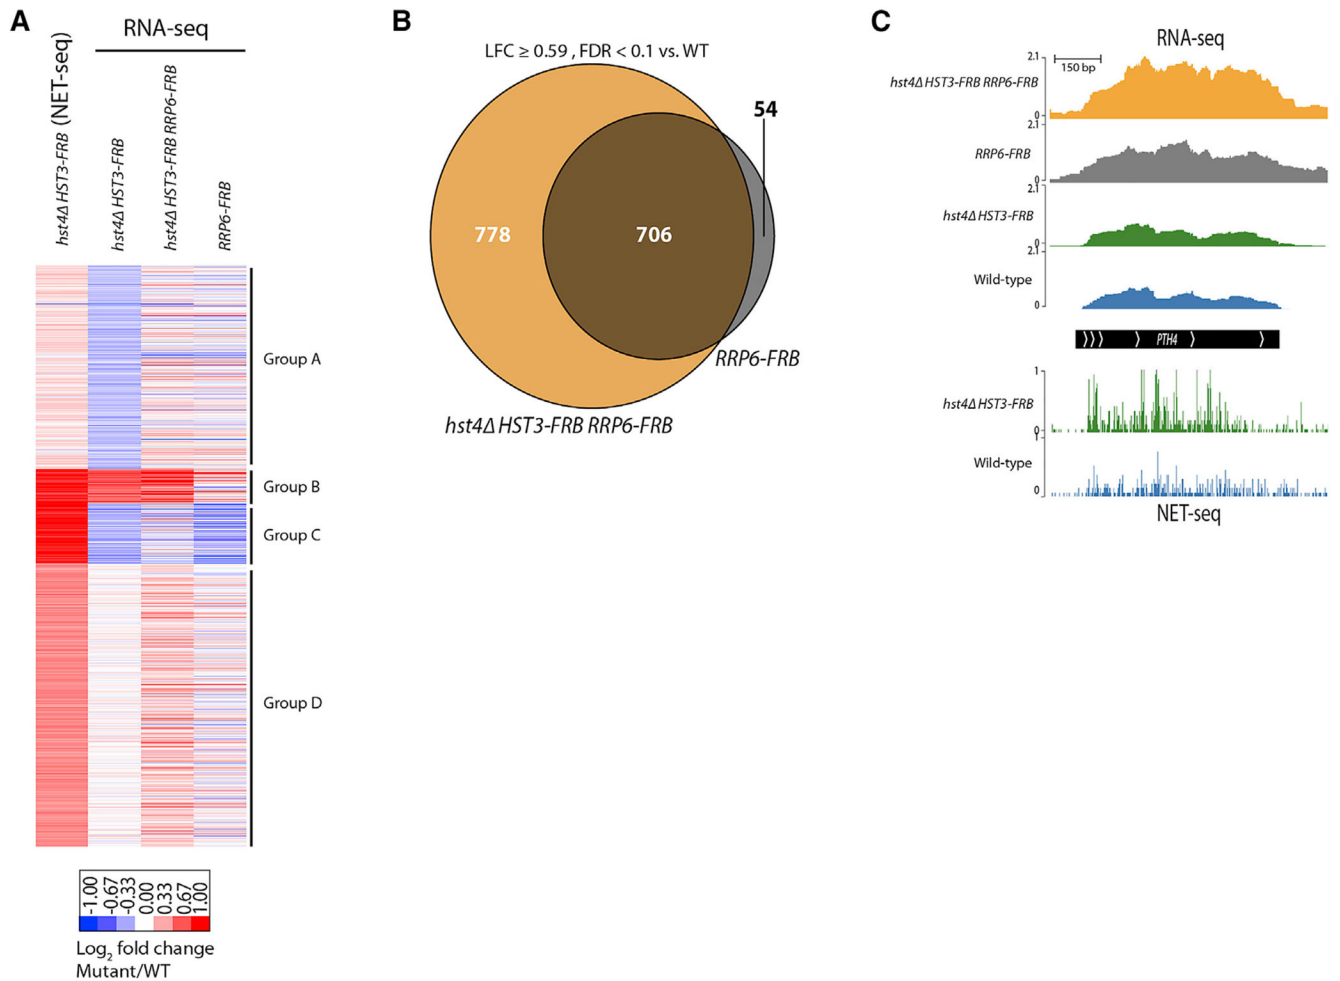 A
RNA-seq
hst4Δ HST3-FRB (NET-seq)
hst4Δ HST3-FRB
hst4Δ HST3-FRB RRP6-FRB
RRP6-FRB
Group A
Group B
Group C
Group D
-1.00
-0.67
-0.33
0.00
0.33
0.67
1.00
Log2 fold change
Mutant/WT
B
LFC ≥ 0.59 , FDR < 0.1 vs. WT
54
778
706
RRP6-FRB
hst4Δ HST3-FRB RRP6-FRB
C
RNA-seq
2.1
150 bp
hst4Δ HST3-FRB RRP6-FRB
0
2.1
RRP6-FRB
0
2.1
hst4Δ HST3-FRB
0
2.1
Wild-type
0
PTH4
1
hst4Δ HST3-FRB
0
1
Wild-type
0
NET-seq